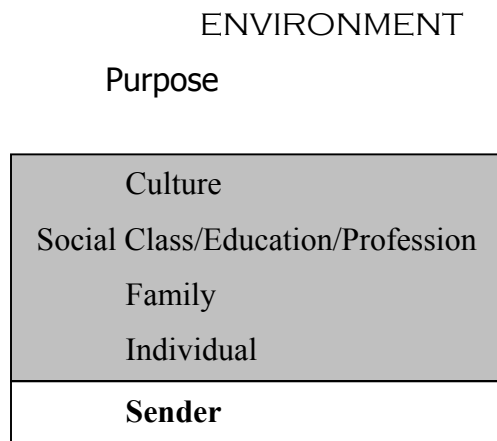 ENVIRONMENT
Purpose
Culture
Social Class/Education/Profession
Family
Individual
Sender